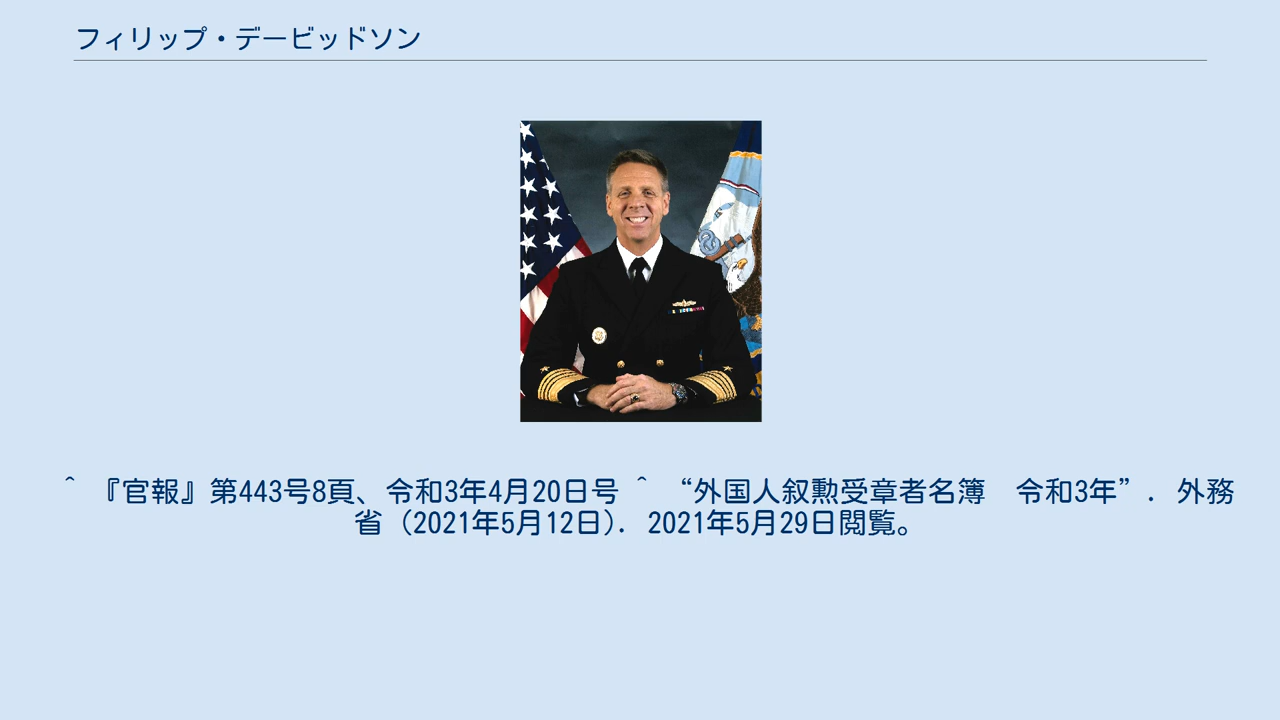 フィリップ・デービッドソン
^ 『官報』第443号8頁、令和3年4月20日号 ^ “外国人叙勲受章者名簿　令和3年”. 外務
省 (2021年5月12日). 2021年5月29日閲覧。